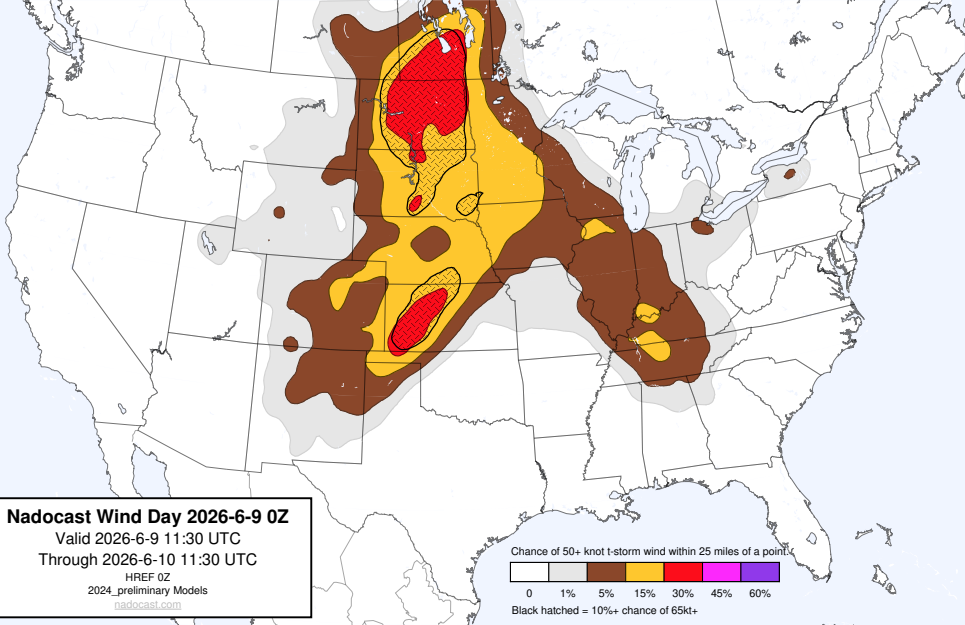 Nadocast Wind Day 2026-6-9 0Z
Valid 2026-6-9 11:30 UTC
Through 2026-6-10 11:30 UTC
HREF 0Z
2024_preliminary Models
nadocast.com
Chance of 50+ knot t-storm wind within 25 miles of a point.
0 1% 5% 15% 30% 45% 60%
Black hatched = 10%+ chance of 65kt+